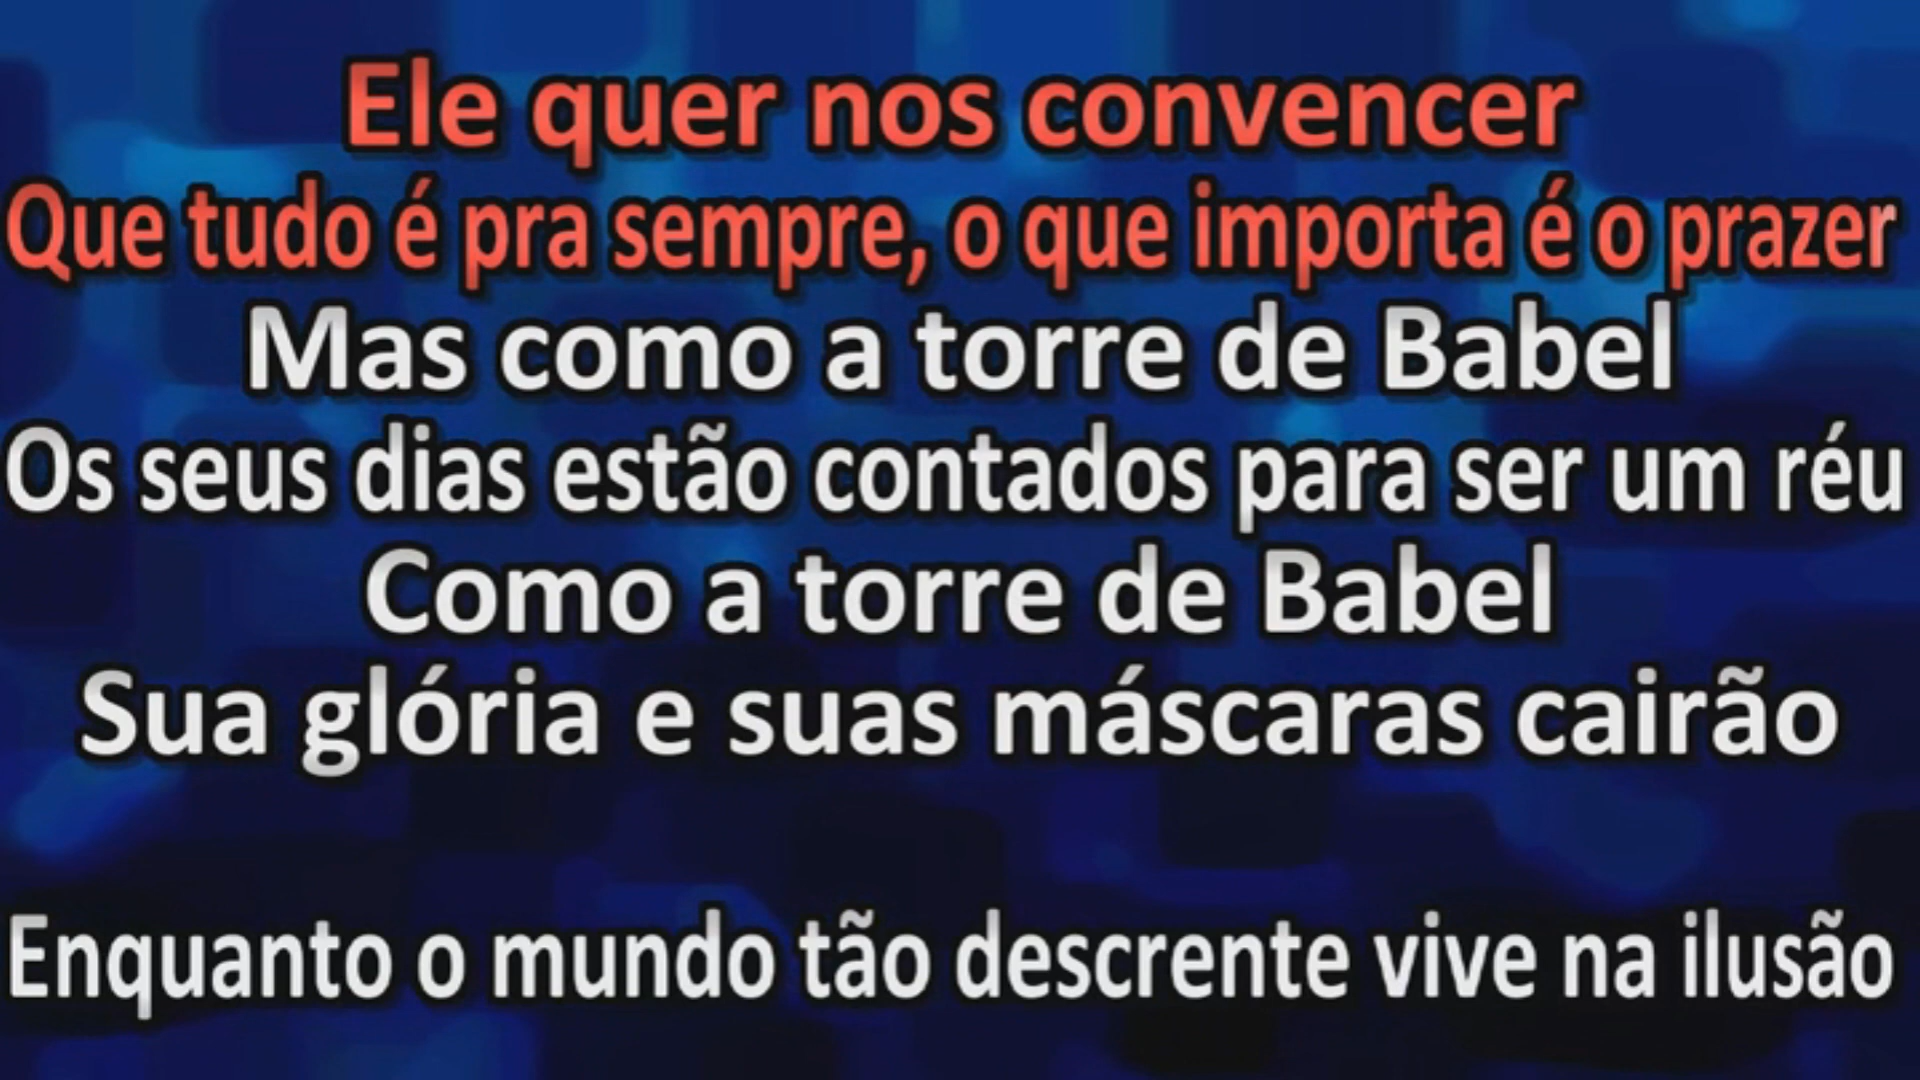 Ele quer nos convencer
Que tudo é pra sempre, o que importa é o prazer
Mas como a torre de Babel
Os seus dias estão contados para ser um réu
Como a torre de Babel
Sua glória e suas máscaras cairão
Enquanto o mundo tão descrente vive na ilusão